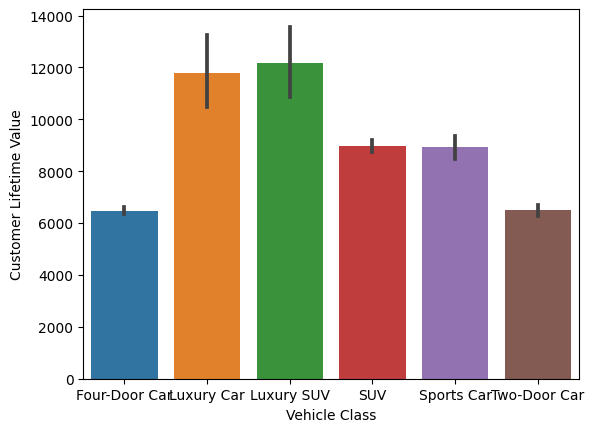 14000
12000
10000
8000
6000
4000
2000
0
Customer Lifetime Value
Four-Door Car Luxury Car Luxury SUV SUV Sports Car Two-Door Car
Vehicle Class